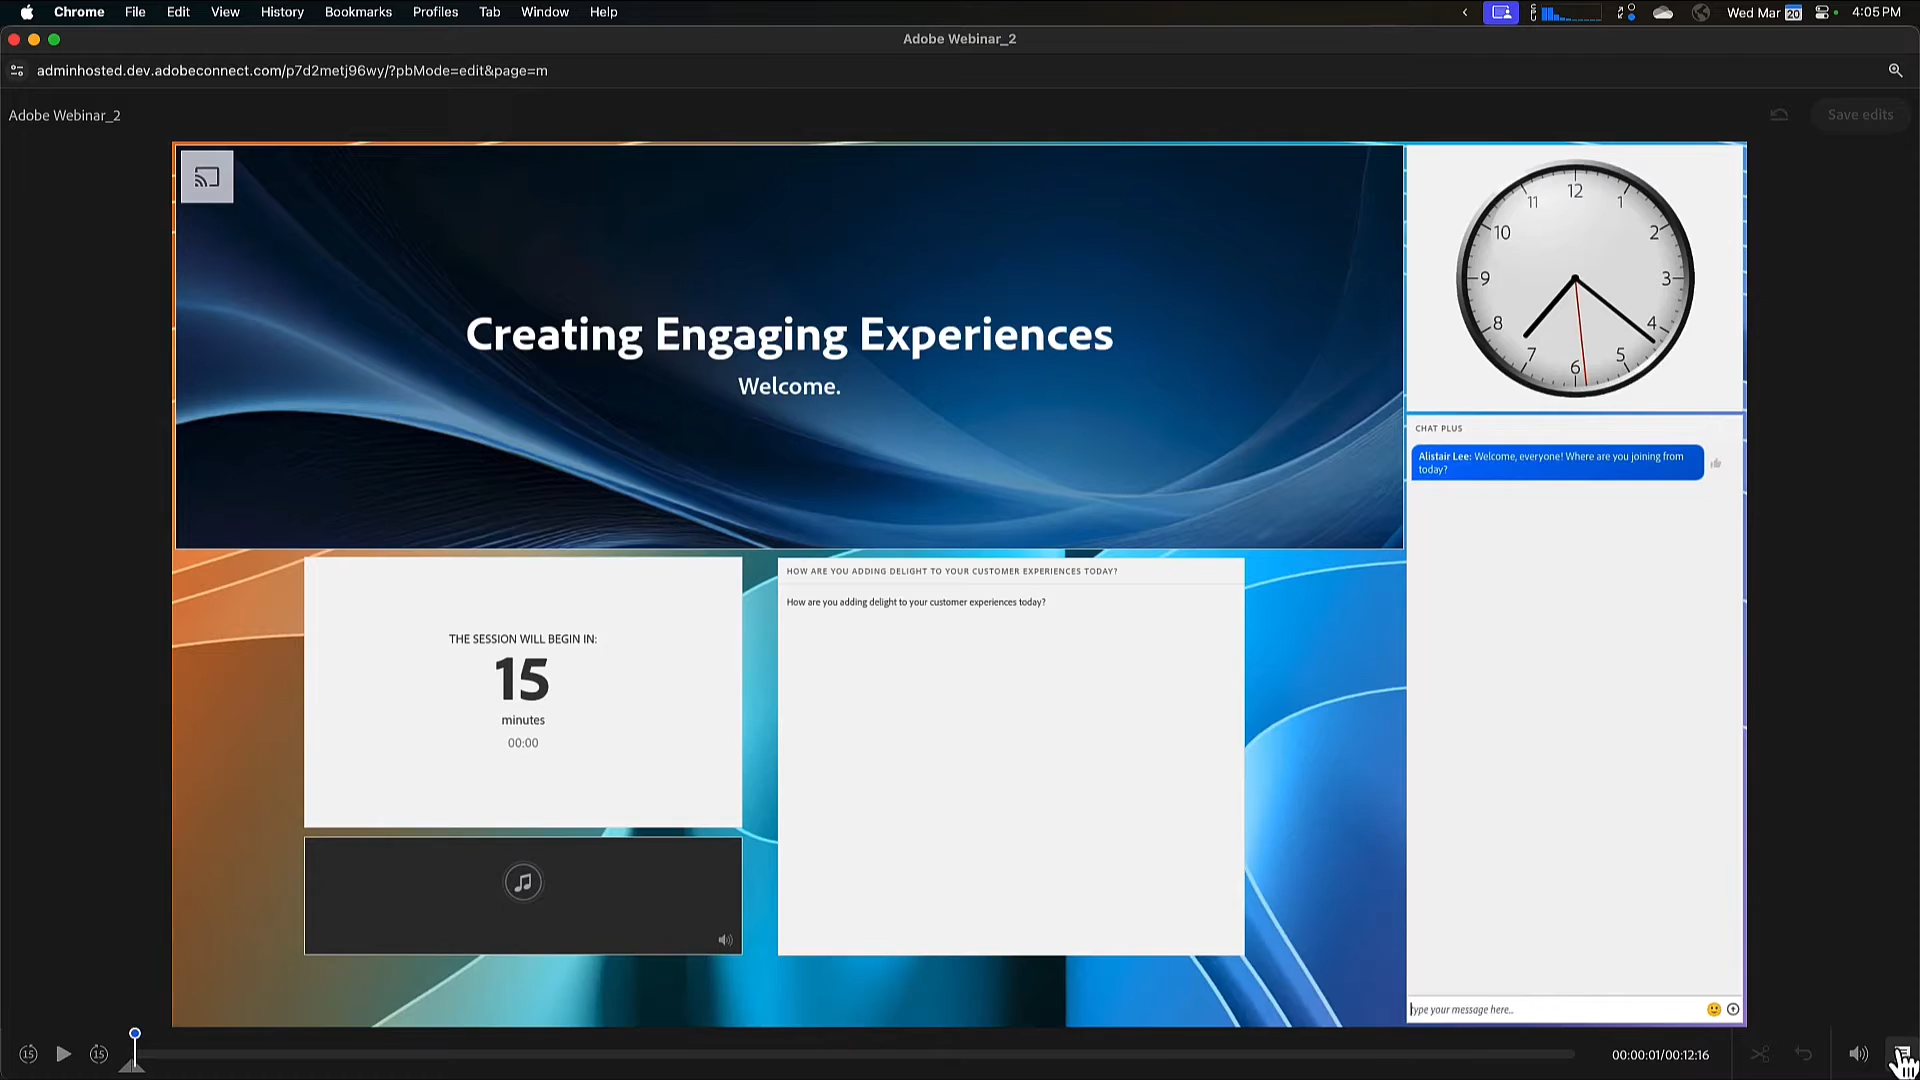 Chrome File Edit View History Bookmarks Profiles Tab Window Help Wed Mar 20 4:05 PM
Adobe Webinar_2
adminhosted.dev.adobeconnect.com/p7d2metj96wy/?pbMode=edit&page=m
Adobe Webinar_2
Save edits
Creating Engaging Experiences
Welcome.
12
1
2
3
4
5
6
7
8
9
10
11
CHAT PLUS
Alistair Lee: Welcome, everyone! Where are you joining from
today?
THE SESSION WILL BEGIN IN:
15
minutes
00:00
HOW ARE YOU ADDING DELIGHT TO YOUR CUSTOMER EXPERIENCES TODAY?
How are you adding delight to your customer experiences today?
Type your message here...
15
15
00:00:01/00:12:16